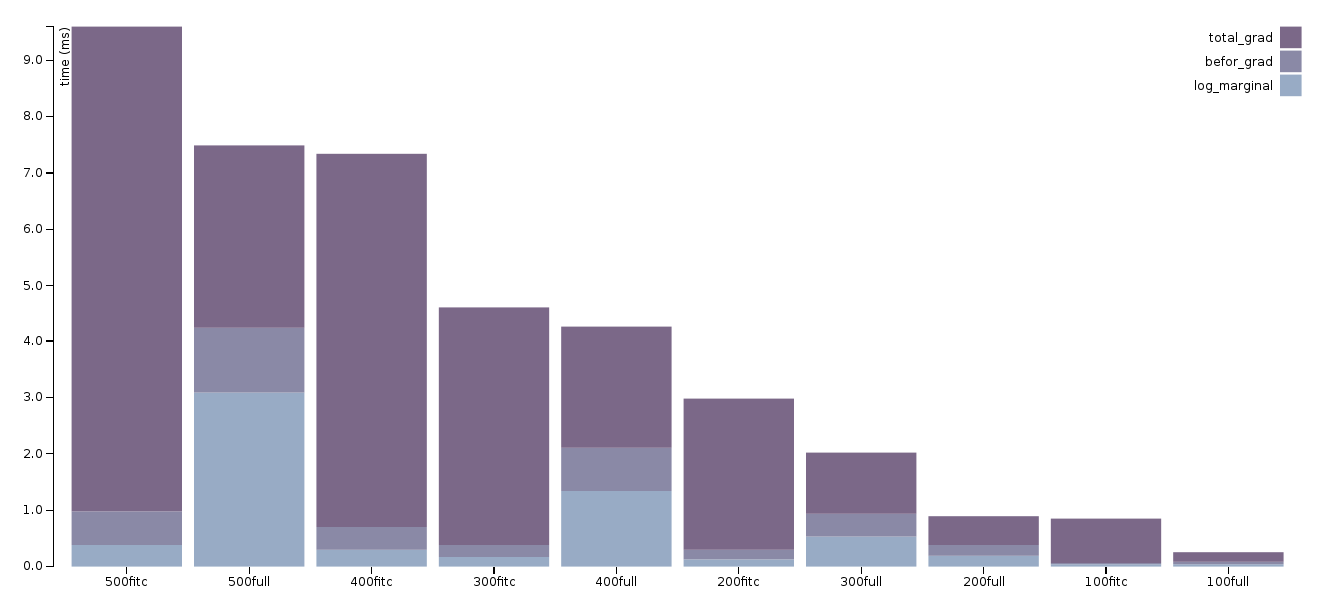 time (ms)
9.0
8.0
7.0
6.0
5.0
4.0
3.0
2.0
1.0
0.0
500fitc
500full
400fitc
300fitc
400full
200fitc
300full
200full
100fitc
100full
total_grad
befor_grad
log_marginal